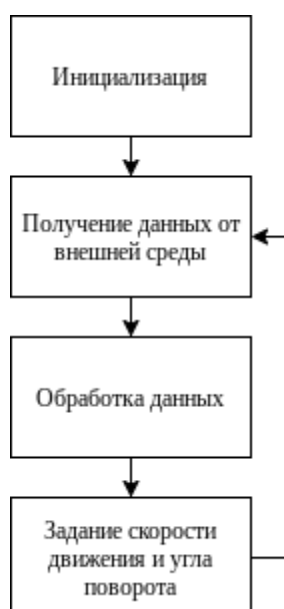 Инициализация
Получение данных от
внешней среды
Обработка данных
Задание скорости
движения и угла
поворота